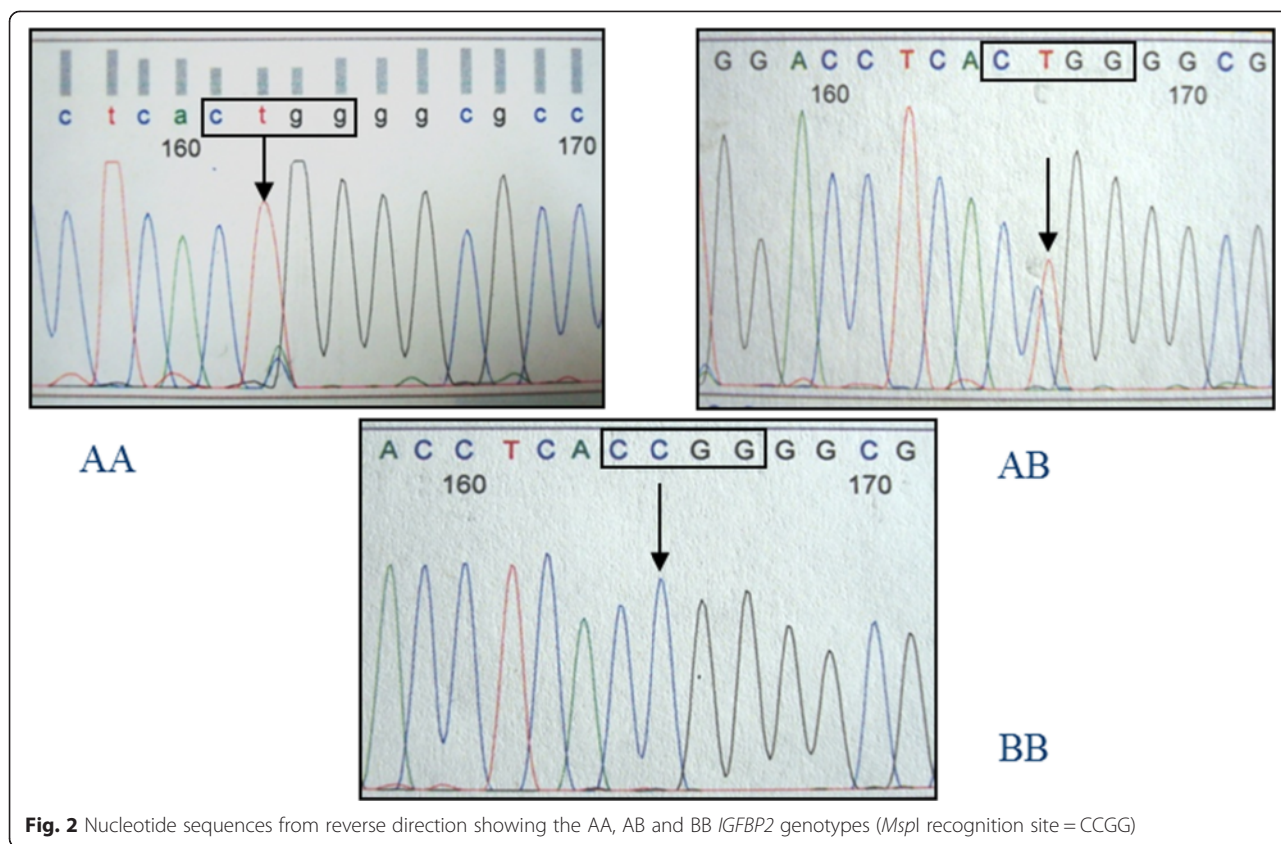 c t c a c t g g g g c g c c
160 170
G G A C C T C A C T G G G G C G
C
160 170
AA
AB
A C C T C A C C G G G G C G
160 170
BB
Fig. 2 Nucleotide sequences from reverse direction showing the AA, AB and BB IGFBP2 genotypes (MspI recognition site = CCGG)